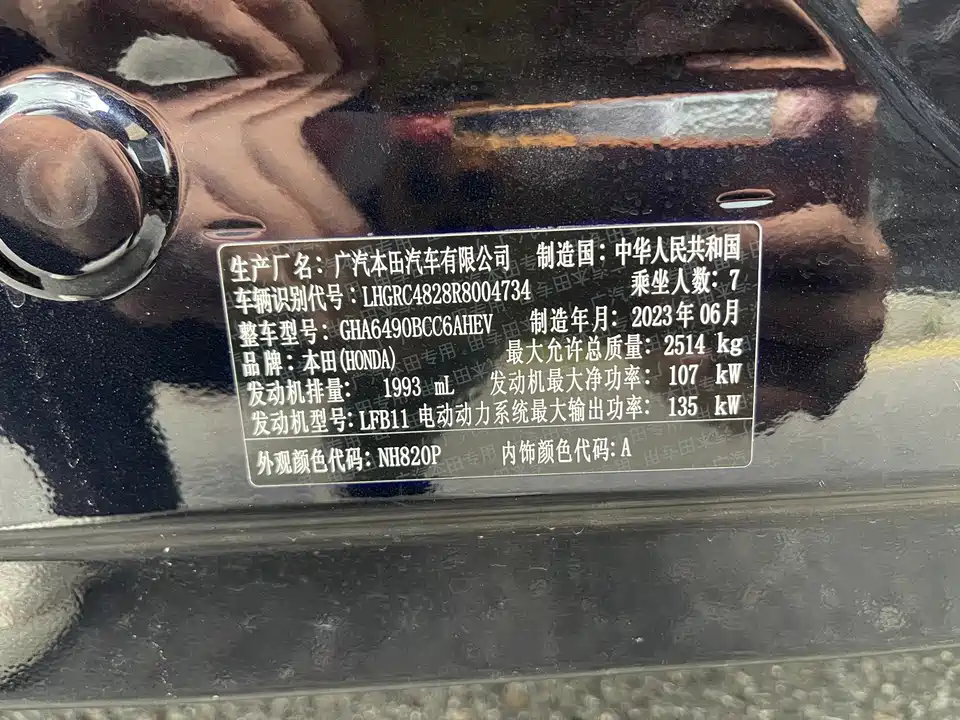 生产厂名：广汽本田汽车有限公司 制造国：中华人民共和国
车辆识别代号：LHGRC4828R8004734 乘坐人数：7
整车型号：GHA6490BCC6AHEV 制造年月：2023年06月
品牌：本田(HONDA) 最大允许总质量：2514 kg
发动机排量： 1993 mL 发动机最大净功率：107 kW
发动机型号：LFB11 电动动力系统最大输出功率：135 kW
外观颜色代码：NH820P 内饰颜色代码：A